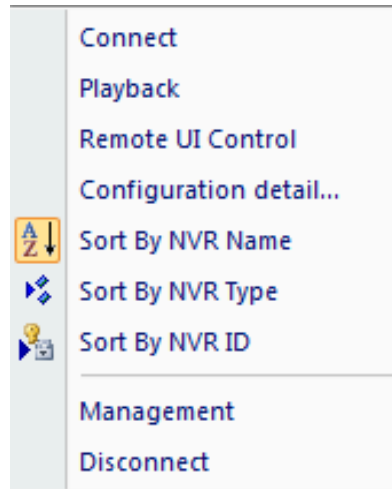 Connect
Playback
Remote UI Control
Configuration detail...
Sort By NVR Name
Sort By NVR Type
Sort By NVR ID
Management
Disconnect